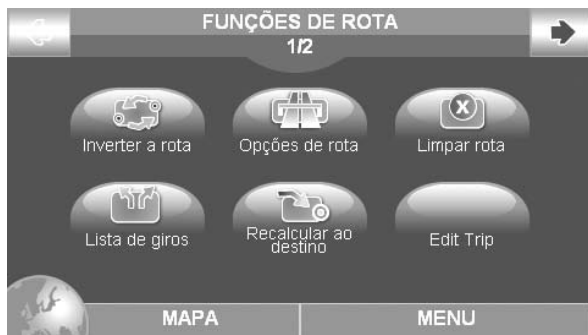 FUNÇÕES DE ROTA
1/2
X
Inverter a rota
Opções de rota
Limpar rota
Lista de giros
Recalcular ao
destino
Edit Trip
MAPA
MENU